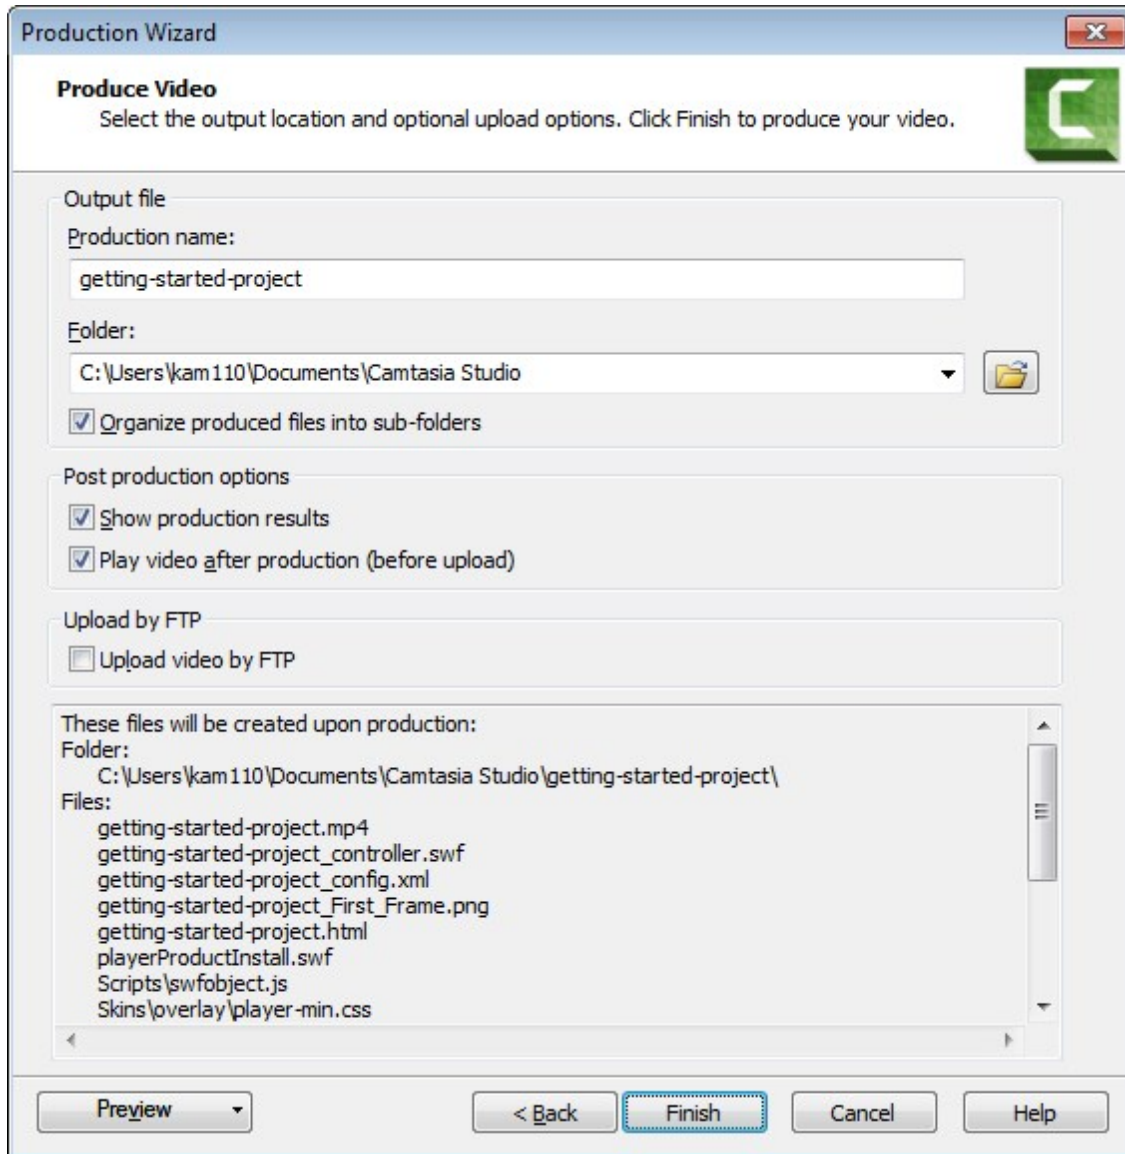 Production Wizard
Produce Video
Select the output location and optional upload options. Click Finish to produce your video.
Output file
Production name:
getting-started-project
Folder:
C:\Users\kam110\Documents\Camtasia Studio
Organize produced files into sub-folders
Post production options
Show production results
Play video after production (before upload)
Upload by FTP
Upload video by FTP
These files will be created upon production:
Folder:
C:\Users\kam110\Documents\Camtasia Studio\getting-started-project\
Files:
getting-started-project.mp4
getting-started-project_controller.swf
getting-started-project_config.xml
getting-started-project_First_Frame.png
getting-started-project.html
playerProductInstall.swf
Scripts\swfobject.js
Skins\overlay\player-min.css
Preview
< Back
Finish
Cancel
Help